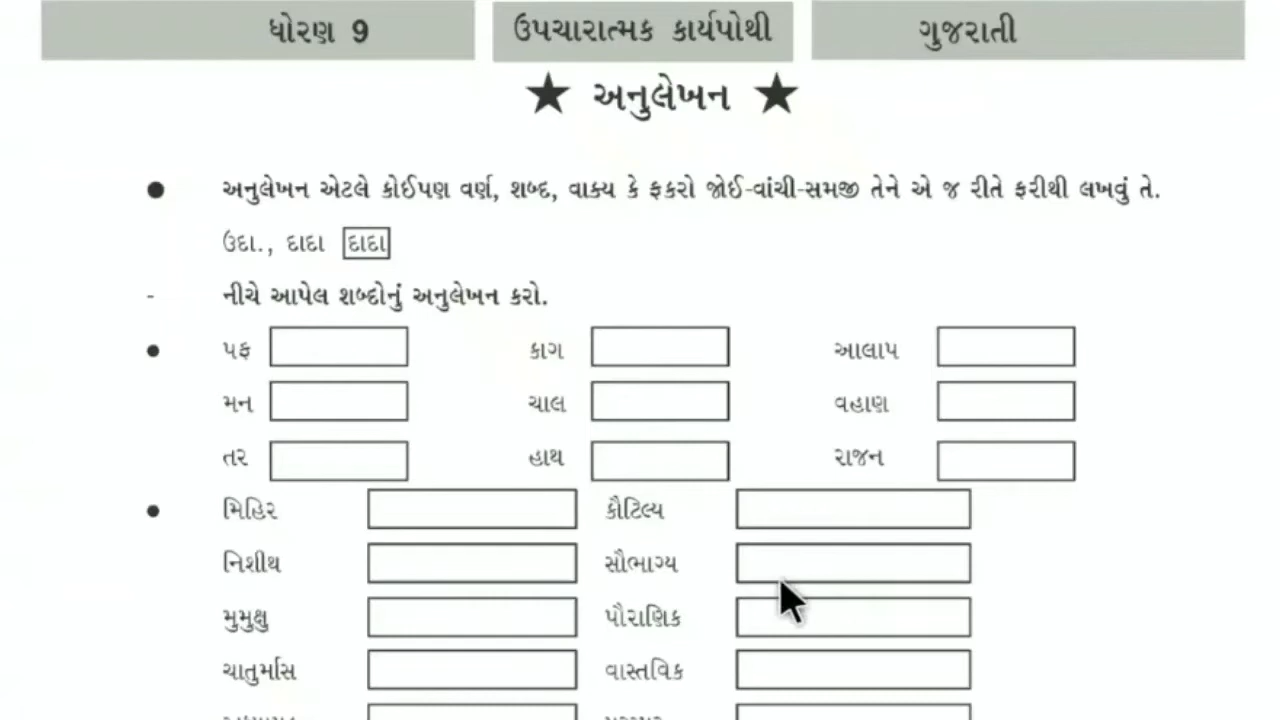 ધોરણ 9 ઉપચારાત્મક કાર્યપોથી ગુજરાતી
★ અનુલેખન ★
● અનુલેખન એટલે કોઈપણ વર્ણ, શબ્દ, વાક્ય કે ફકરો જોઈ-વાંચી-સમજી તેને એ જ રીતે ફરીથી લખવું તે.
ઉદા., દાદા દાદા
- નીચે આપેલ શબ્દોનું અનુલેખન કરો.
● પફ કાગ આલાપ
મન ચાલ વહાણ
તર હાથ રાજન
● મિહિર કૌટિલ્ય
નિશીથ સૌભાગ્ય
મુમુક્ષુ પૌરાણિક
ચાતુર્માસ વાસ્તવિક